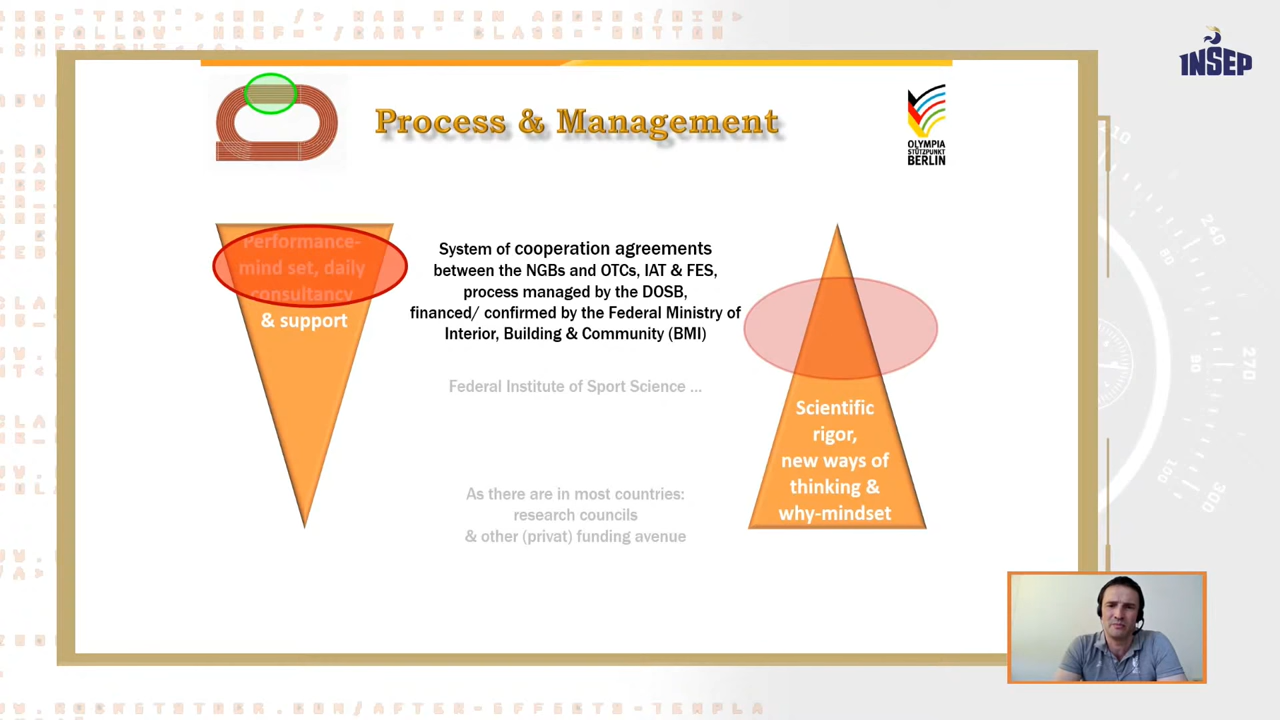 INSEP
Process & Management
OLYMPIA
STÜTZPUNKT
BERLIN
Performance-
mind set, daily
consultancy
& support
System of cooperation agreements
between the NGBs and OTCs, IAT & FES,
process managed by the DOSB,
financed/ confirmed by the Federal Ministry of
Interior, Building & Community (BMI)
Federal Institute of Sport Science ...
As there are in most countries:
research councils
& other (privat) funding avenue
Scientific
rigor,
new ways of
thinking &
why-mindset